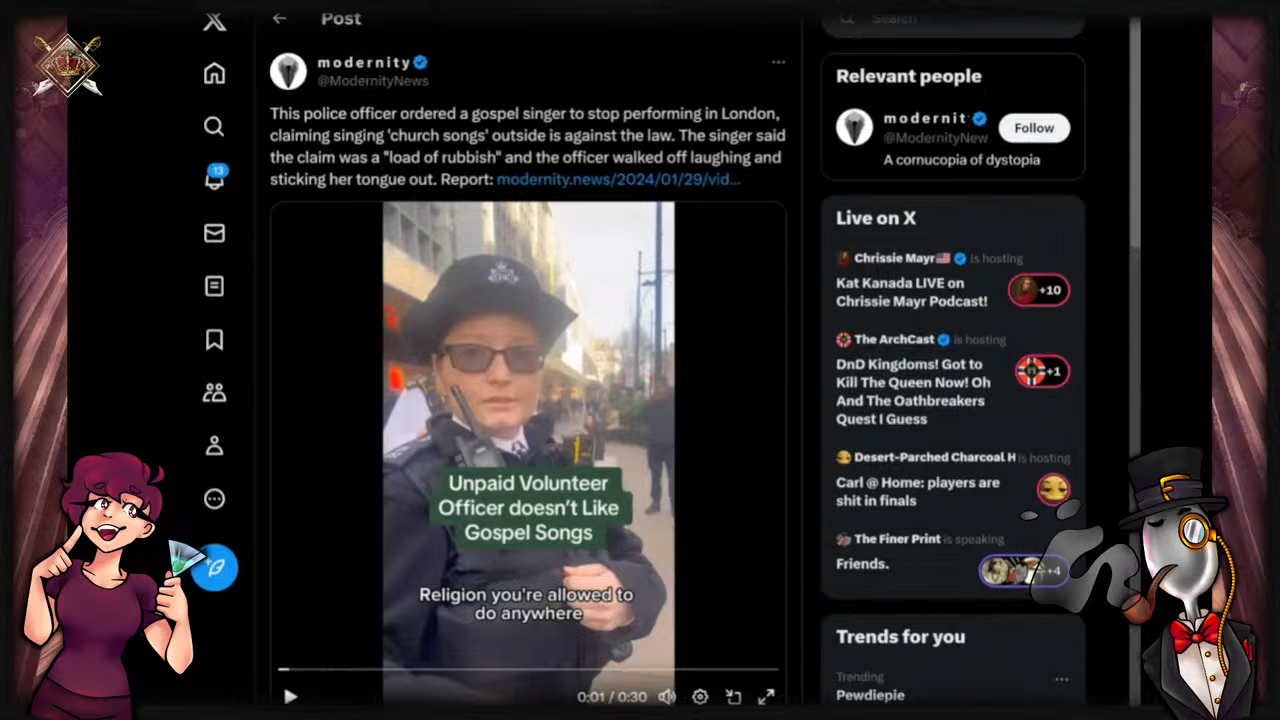 Post
Search
modernity
@ModernityNews
This police officer ordered a gospel singer to stop performing in London,
claiming singing 'church songs' outside is against the law. The singer said
the claim was a "load of rubbish" and the officer walked off laughing and
sticking her tongue out. Report: modernity.news/2024/01/29/vid...
13
Unpaid Volunteer
Officer doesn't Like
Gospel Songs
Religion you're allowed to
do anywhere
0:01 / 0:30
Relevant people
modernit
@ModernityNew
Follow
A cornucopia of dystopia
Live on X
Chrissie Mayr is hosting
Kat Kanada LIVE on
Chrissie Mayr Podcast!
+10
The ArchCast is hosting
DnD Kingdoms! Got to
Kill The Queen Now! Oh
And The Oathbreakers
Quest I Guess
+1
Desert-Parched Charcoal H is hosting
Carl @ Home: players are
shit in finals
The Finer Print is speaking
Friends.
+4
Trends for you
Trending
Pewdiepie
F